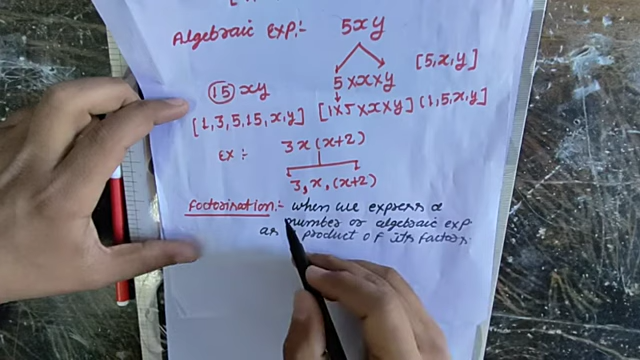 Algebraic Exp:- 5xy
[5,x,y]
5×x×y
15 xy
[1,3,5,15,x,y] [1×5×x×y] (1,5,x,y]
Ex :- 3x(x+2)
3, x, (x+2)
Factorisation:- when we express a
number or algebraic exp
as product of its factors